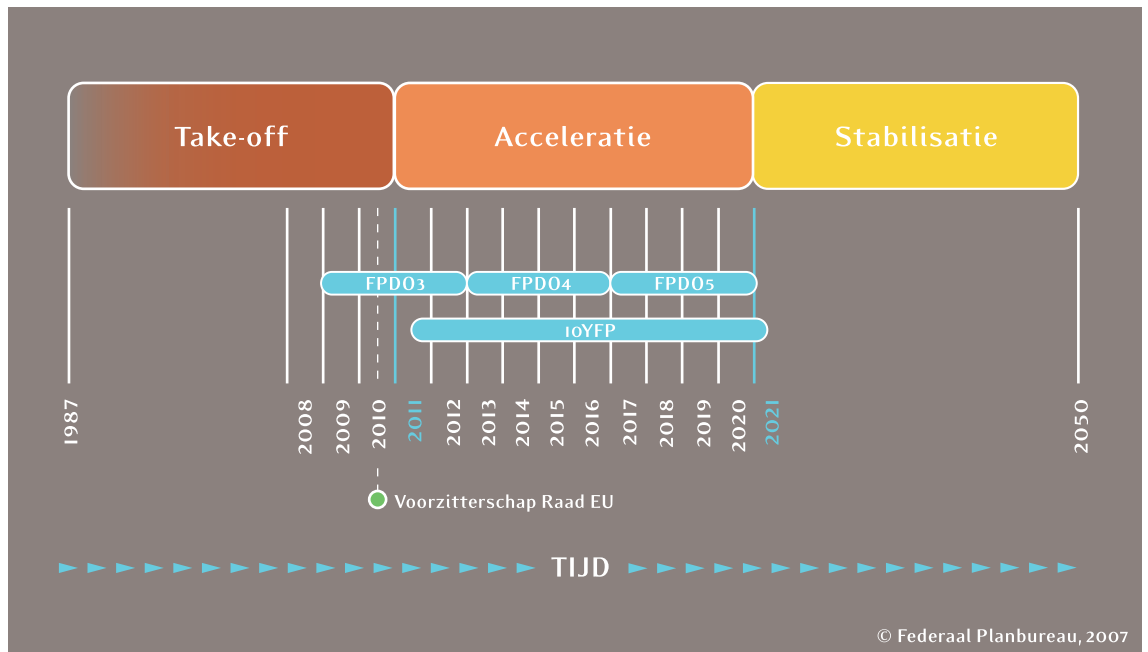 Take-off
Acceleratie
Stabilisatie
FPDO3
FPDO4
FPDO5
10YFP
1987
2008
2009
2010
2011
2012
2013
2014
2015
2016
2017
2018
2019
2020
2021
2050
Voorzitterschap Raad EU
TIJD
© Federaal Planbureau, 2007